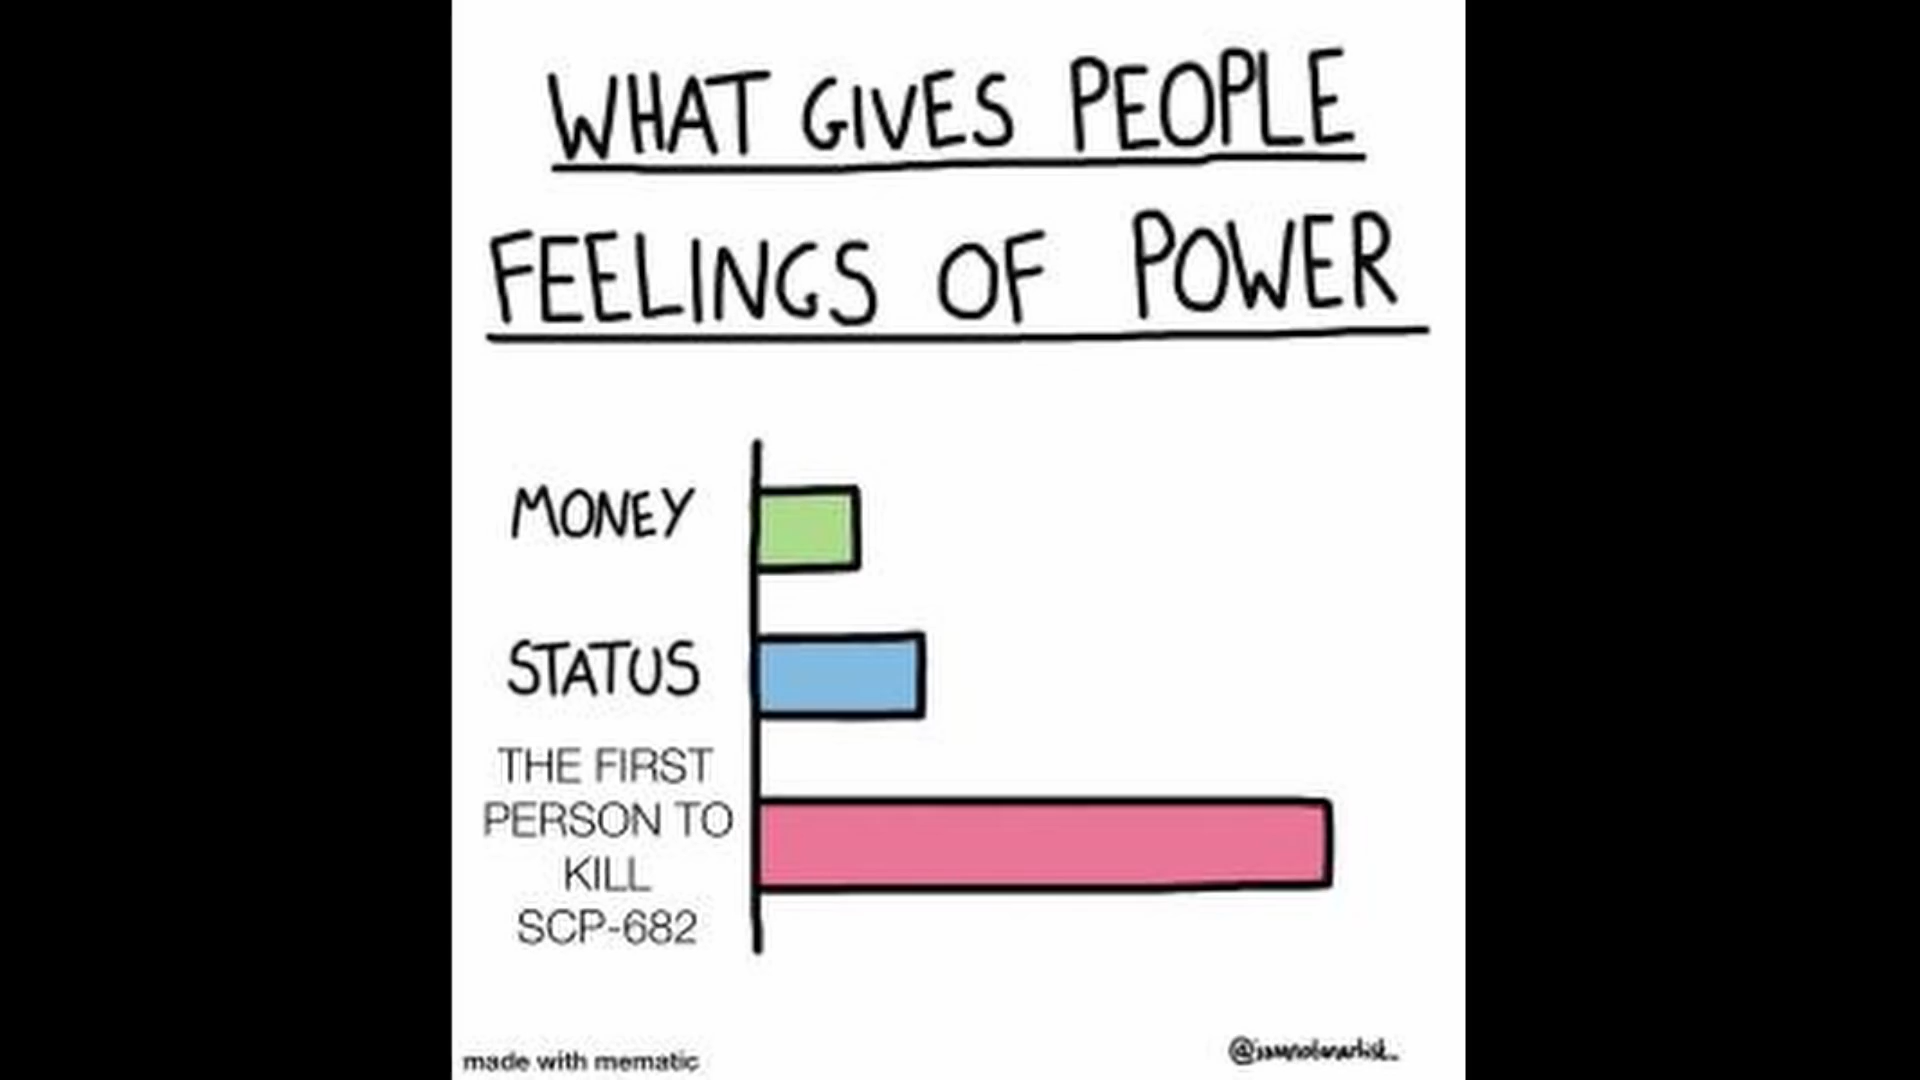 WHAT GIVES PEOPLE
FEELINGS OF POWER
MONEY
STATUS
THE FIRST
PERSON TO
KILL
SCP-682
made with mematic